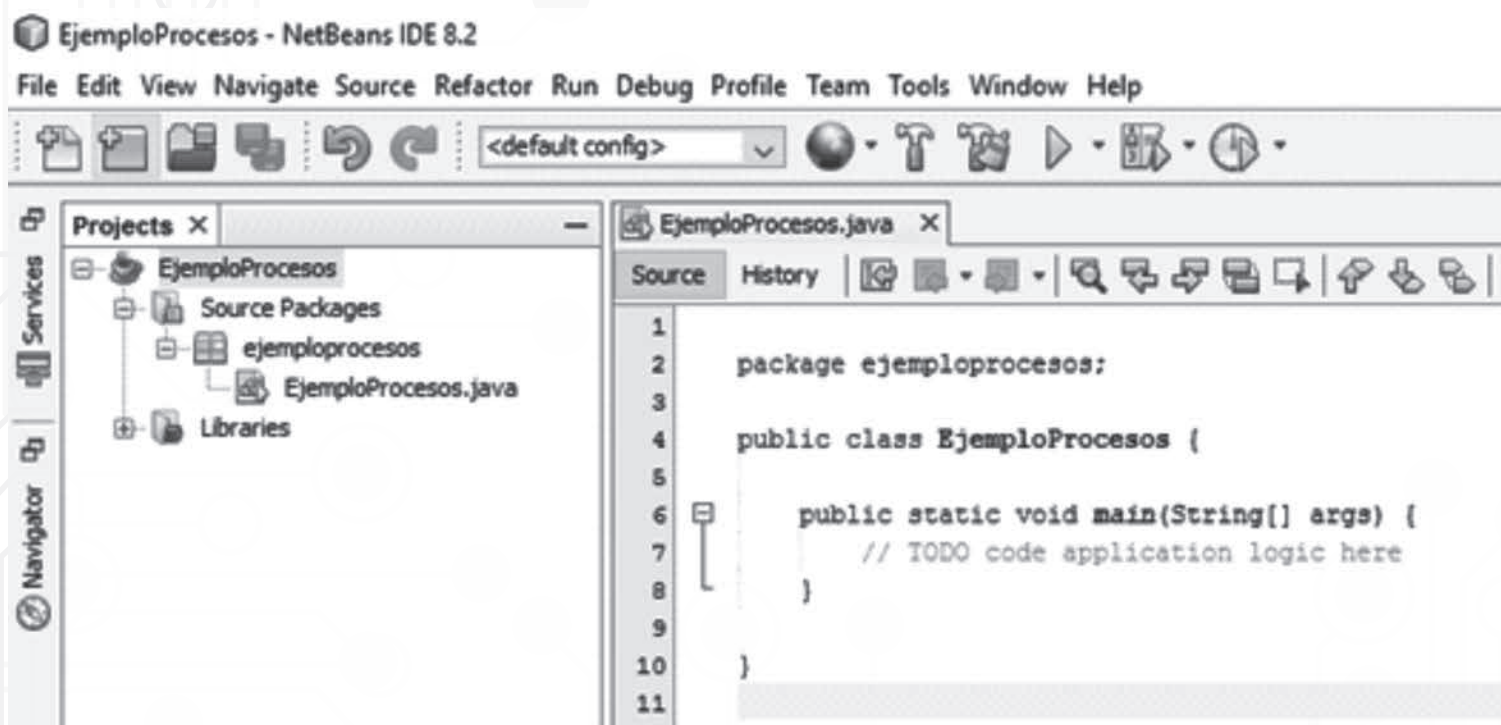 EjemploProcesos - NetBeans IDE 8.2
File Edit View Navigate Source Refactor Run Debug Profile Team Tools Window Help
<default config>
Services
Navigator
Projects
EjemploProcesos
Source Packages
ejemploprocesos
EjemploProcesos.java
Libraries
EjemploProcesos.java
Source History
1
2 package ejemploprocesos;
3
4 public class EjemploProcesos {
5
6 public static void main(String[] args) {
7 // TODO code application logic here
8 }
9
10 }
11